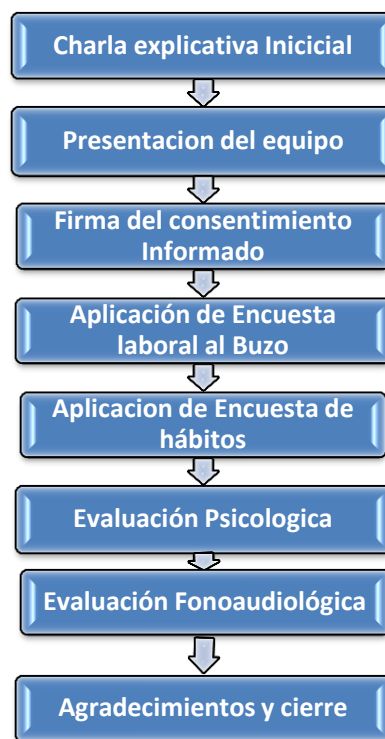 Charla explicativa Inicicial
Presentacion del equipo
Firma del consentimiento
Informado
Aplicación de Encuesta
laboral al Buzo
Aplicacion de Encuesta de
hábitos
Evaluación Psicologica
Evaluación Fonoaudiológica
Agradecimientos y cierre